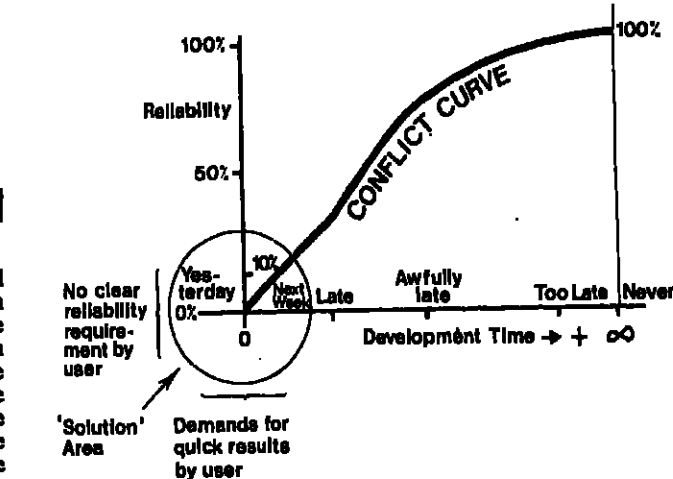 100%
100%
Reliability
CONFLICT CURVE
50%
10%
Yes-
terday
Next
Week
Late
Awfully
late
Too Late
Never
No clear
reliability
require-
ment by
user
0%
0
Development Time → + ∞
'Solution'
Area
Demands for
quick results
by user